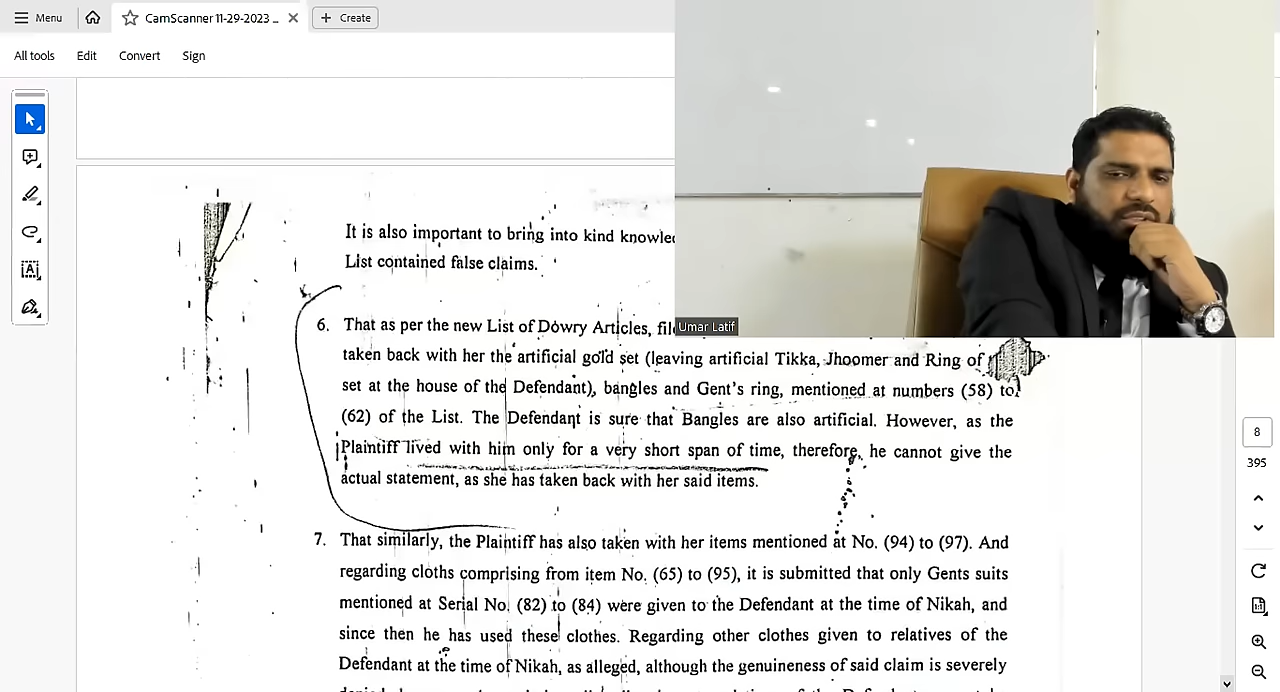 Menu
CamScanner 11-29-2023 _ ...
Create
All tools
Edit
Convert
Sign
It is also important to bring into kind
List contained false claims.
6. That as per the new List of Dowry Articles,
taken back with her the artificial gold set (leaving artificial Tikka, Jhoomer and Ring of
set at the house of the Defendant), bangles and Gent's ring, mentioned at numbers (58) to
(62) of the List. The Defendant is sure that Bangles are also artificial. However, as the
Plaintiff lived with him only for a very short span of time, therefore, he cannot give the
actual statement, as she has taken back with her said items.
7. That similarly, the Plaintiff has also taken with her items mentioned at No. (94) to (97). And
regarding cloths comprising from item No. (65) to (95), it is submitted that only Gents suits
mentioned at Serial No. (82) to (84) were given to the Defendant at the time of Nikah, and
since then he has used these clothes. Regarding other clothes given to relatives of the
Defendant at the time of Nikah, as alleged, although the genuineness of said claim is severely
Umar Latif
8
395